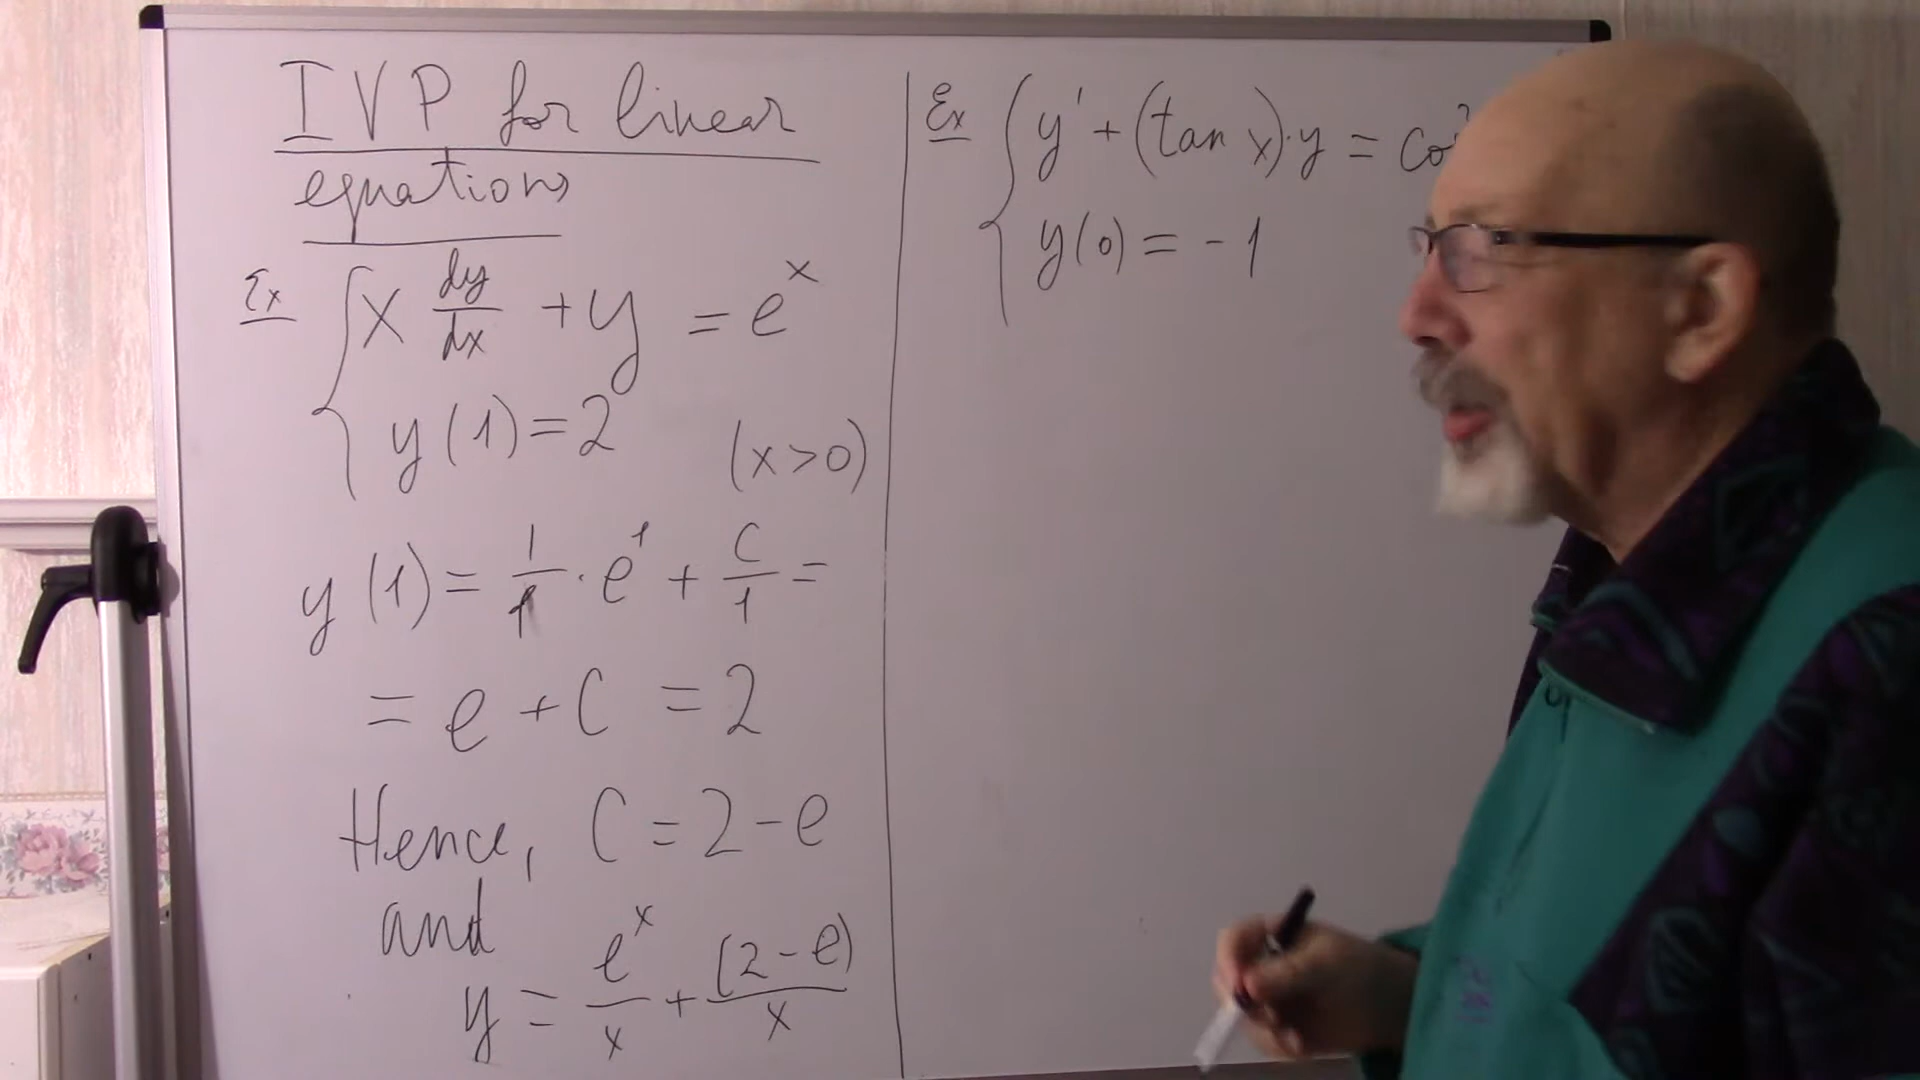 IVP for linear
equations
Ex x dy/dx + y = e^x
y(1) = 2 (x > 0)
y(1) = 1/1 · e^1 + C/1 =
= e + C = 2
Hence, C = 2 - e
and
y = e^x/x + (2 - e)/x
Ex y' + (tan x) · y =
y(0) = -1